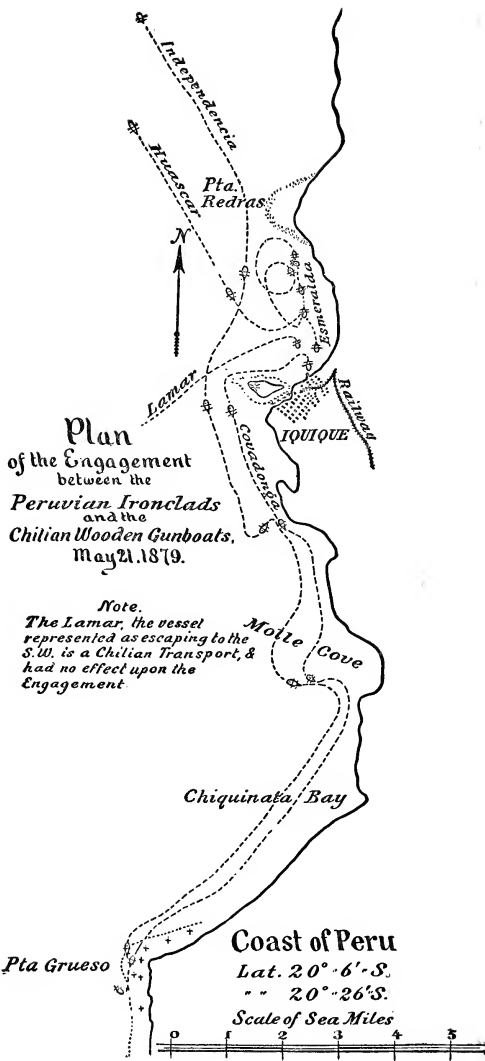 Independencia
Huascar
Pta.
Redras
N
Esmeralda
Lamar
Railway
IQUIQUE
Covadonga
Plan
of the Engagement
between the
Peruvian Ironclads
and the
Chilian Wooden Gunboats,
May 21. 1879.
Note.
The Lamar, the vessel
represented as escaping to the
S.W. is a Chilian Transport, &
had no effect upon the
Engagement
Molle Cove
Chiquinata Bay
Pta Grueso
Coast of Peru
Lat. 20°-6'-S.
" " 20°-26'-S.
Scale of Sea Miles
0 1 2 3 4 5